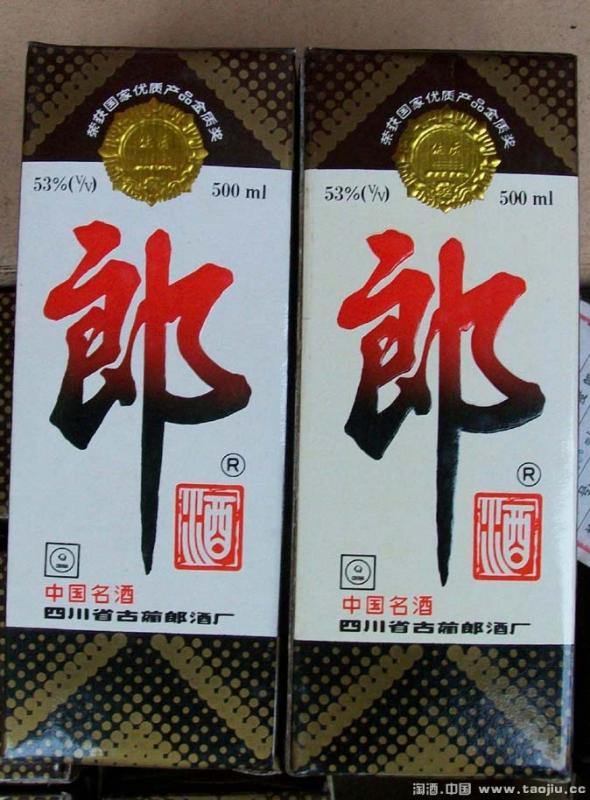 荣获国家优质产品金质奖
53%(V/V)
500 ml
郎
®
酒
中国名酒
四川省古蔺郎酒厂
荣获国家优质产品金质奖
53%(V/V)
500 ml
郎
®
酒
中国名酒
四川省古蔺郎酒厂
淘酒.中国 www.taojiu.cc